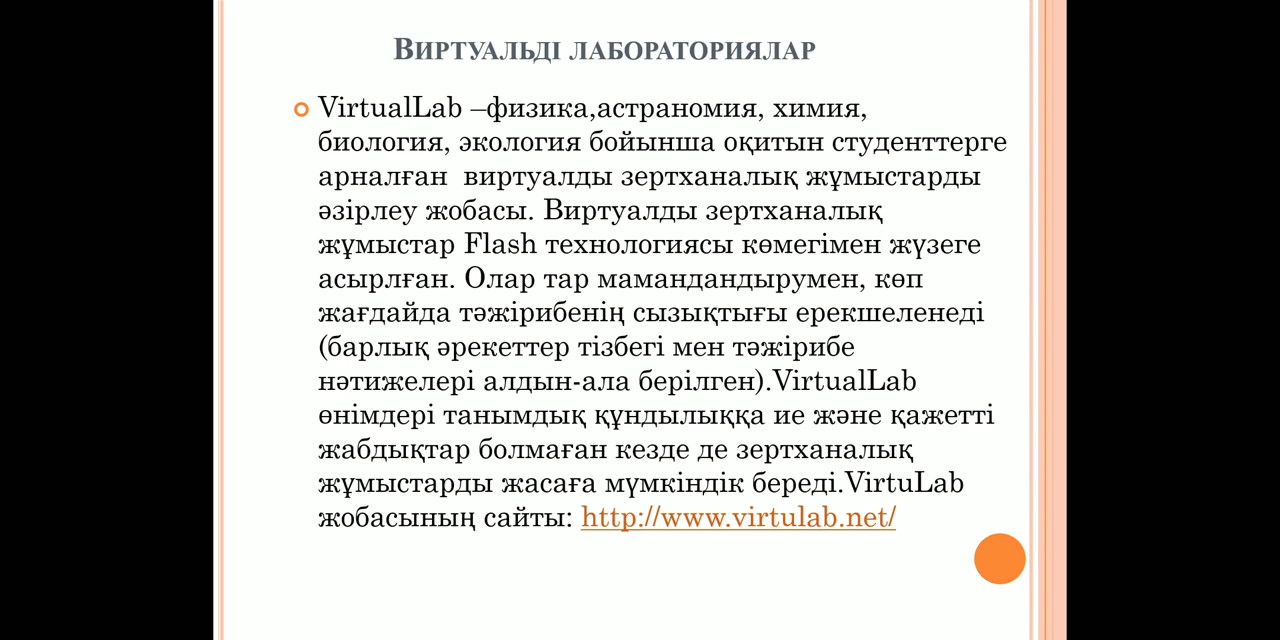 Виртуальді лабораториялар
VirtualLab –физика,астраномия, химия,
биология, экология бойынша оқитын студенттерге
арналған  виртуалды зертханалық жұмыстарды
әзірлеу жобасы. Виртуалды зертханалық
жұмыстар Flash технологиясы көмегімен жүзеге
асырлған. Олар тар мамандандырумен, көп
жағдайда тәжірибенің сызықтығы ерекшеленеді
(барлық әрекеттер тізбегі мен тәжірибе
нәтижелері алдын-ала берілген).VirtualLab
өнімдері танымдық құндылыққа ие және қажетті
жабдықтар болмаған кезде де зертханалық
жұмыстарды жасаға мүмкіндік береді.VirtuLab
жобасының сайты: http://www.virtulab.net/